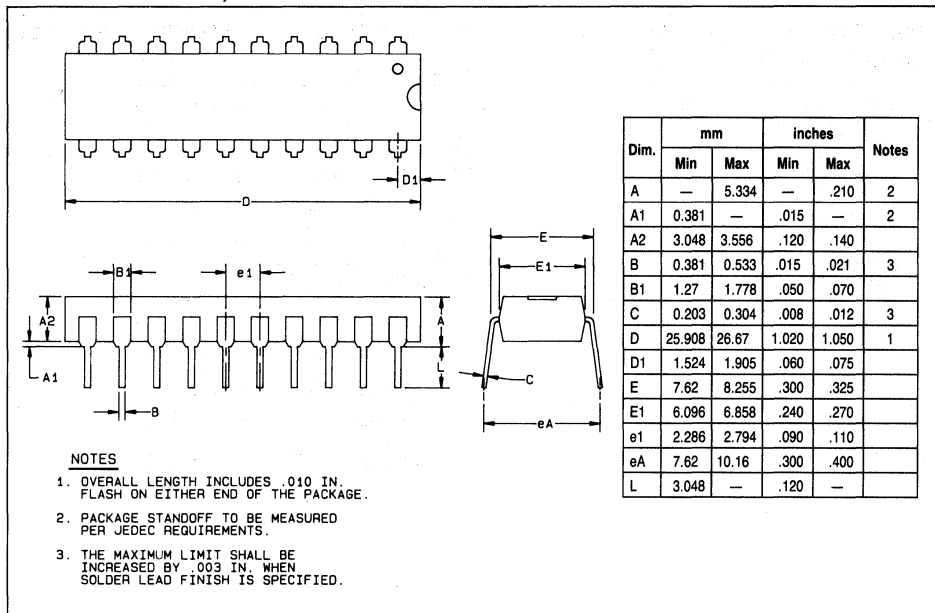 D1
D
B1
e1
A2
A
A1
L
B
E
E1
C
eA
Dim. mm inches Notes
Min Max Min Max
A — 5.334 — .210 2
A1 0.381 — .015 — 2
A2 3.048 3.556 .120 .140
B 0.381 0.533 .015 .021 3
B1 1.27 1.778 .050 .070
C 0.203 0.304 .008 .012 3
D 25.908 26.67 1.020 1.050 1
D1 1.524 1.905 .060 .075
E 7.62 8.255 .300 .325
E1 6.096 6.858 .240 .270
e1 2.286 2.794 .090 .110
eA 7.62 10.16 .300 .400
L 3.048 — .120 —
NOTES
1. OVERALL LENGTH INCLUDES .010 IN.
FLASH ON EITHER END OF THE PACKAGE.
2. PACKAGE STANDOFF TO BE MEASURED
PER JEDEC REQUIREMENTS.
3. THE MAXIMUM LIMIT SHALL BE
INCREASED BY .003 IN. WHEN
SOLDER LEAD FINISH IS SPECIFIED.